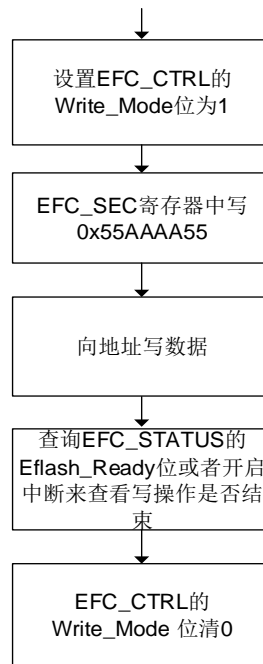 设置EFC_CTRL的
Write_Mode位为1
EFC_SEC寄存器中写
0x55AAAA55
向地址写数据
查询EFC_STATUS的
Eflash_Ready位或者开启
中断来查看写操作是否结
束
EFC_CTRL的
Write_Mode 位清0